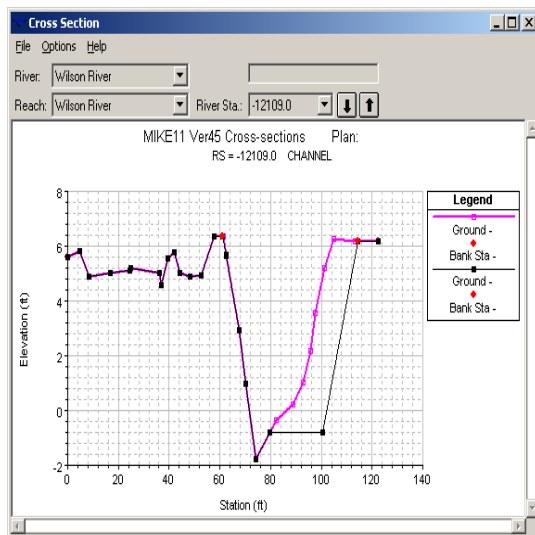 Cross Section
File Options Help
River: Wilson River
Reach: Wilson River River Sta.: -12109.0
MIKE11 Ver45 Cross-sections Plan:
RS = -12109.0 CHANNEL
8
6
4
2
0
-2
0 20 40 60 80 100 120 140
Elevation (ft)
Station (ft)
Legend
Ground -
Bank Sta -
Ground -
Bank Sta -